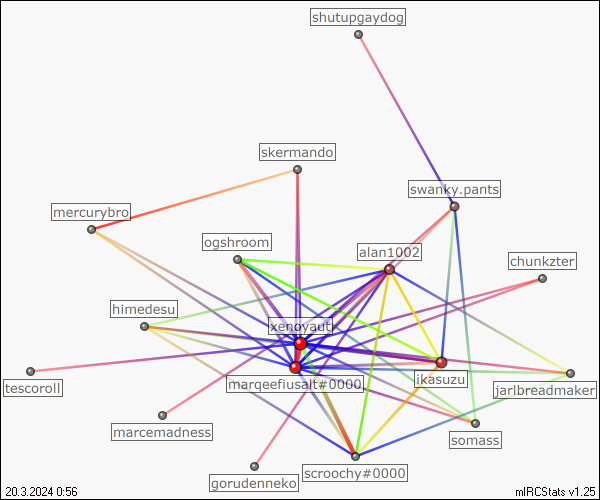 shutupgaydog
skermando
swanky.pants
mercurybro
ogshroom
alan1002
chunkzter
himedesu
xenoyautja
tescoroll
marqeefiusalt#0000
ikasuzu
jarlbreadmaker
marcemadness
somass
scroochy#0000
gorudenneko
20.3.2024 0:56
mIRCStats v1.25